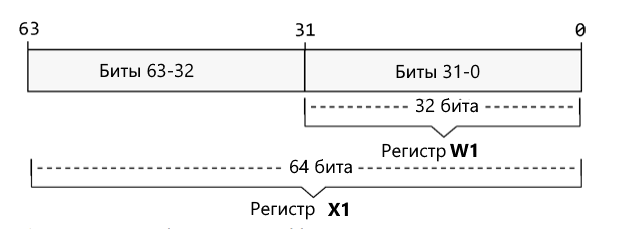 63 31 0
Биты 63-32 Биты 31-0
32 бита
Регистр W1
64 бита
Регистр X1